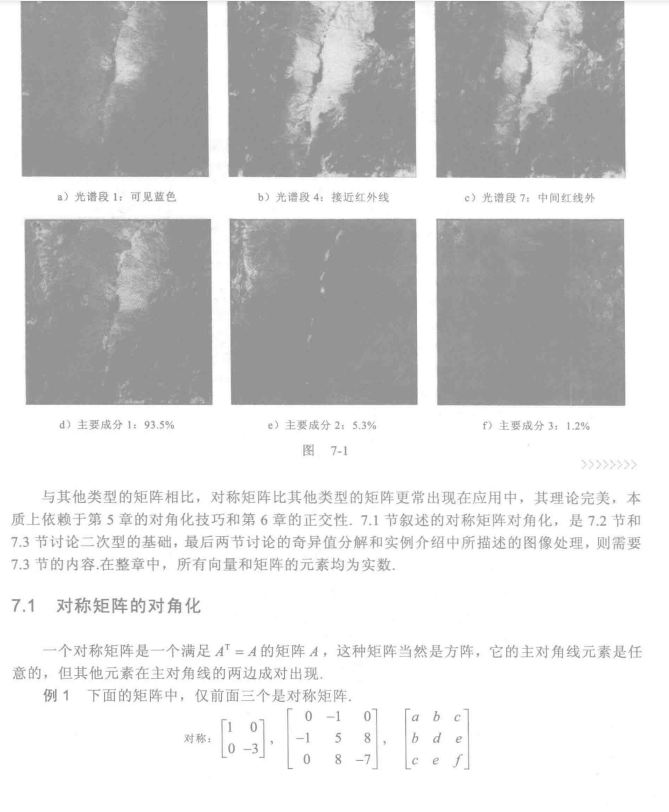 a）光谱段 1：可见蓝色 b）光谱段 4：接近红外线 c）光谱段 7：中间红线外
d）主要成分 1：93.5% e）主要成分 2：5.3% f）主要成分 3：1.2%
图 7-1
>>>>>>>>
与其他类型的矩阵相比，对称矩阵比其他类型的矩阵更常出现在应用中，其理论完美，本
质上依赖于第 5 章的对角化技巧和第 6 章的正交性. 7.1 节叙述的对称矩阵对角化，是 7.2 节和
7.3 节讨论二次型的基础，最后两节讨论的奇异值分解和实例介绍中所描述的图像处理，则需要
7.3 节的内容.在整章中，所有向量和矩阵的元素均为实数.
7.1 对称矩阵的对角化
一个对称矩阵是一个满足 Aᵀ = A 的矩阵 A，这种矩阵当然是方阵，它的主对角线元素是任
意的，但其他元素在主对角线的两边成对出现.
例 1 下面的矩阵中，仅前面三个是对称矩阵.
对称：[1 0; 0 −3]，[0 −1 0; −1 5 8; 0 8 −7]，[a b c; b d e; c e f]